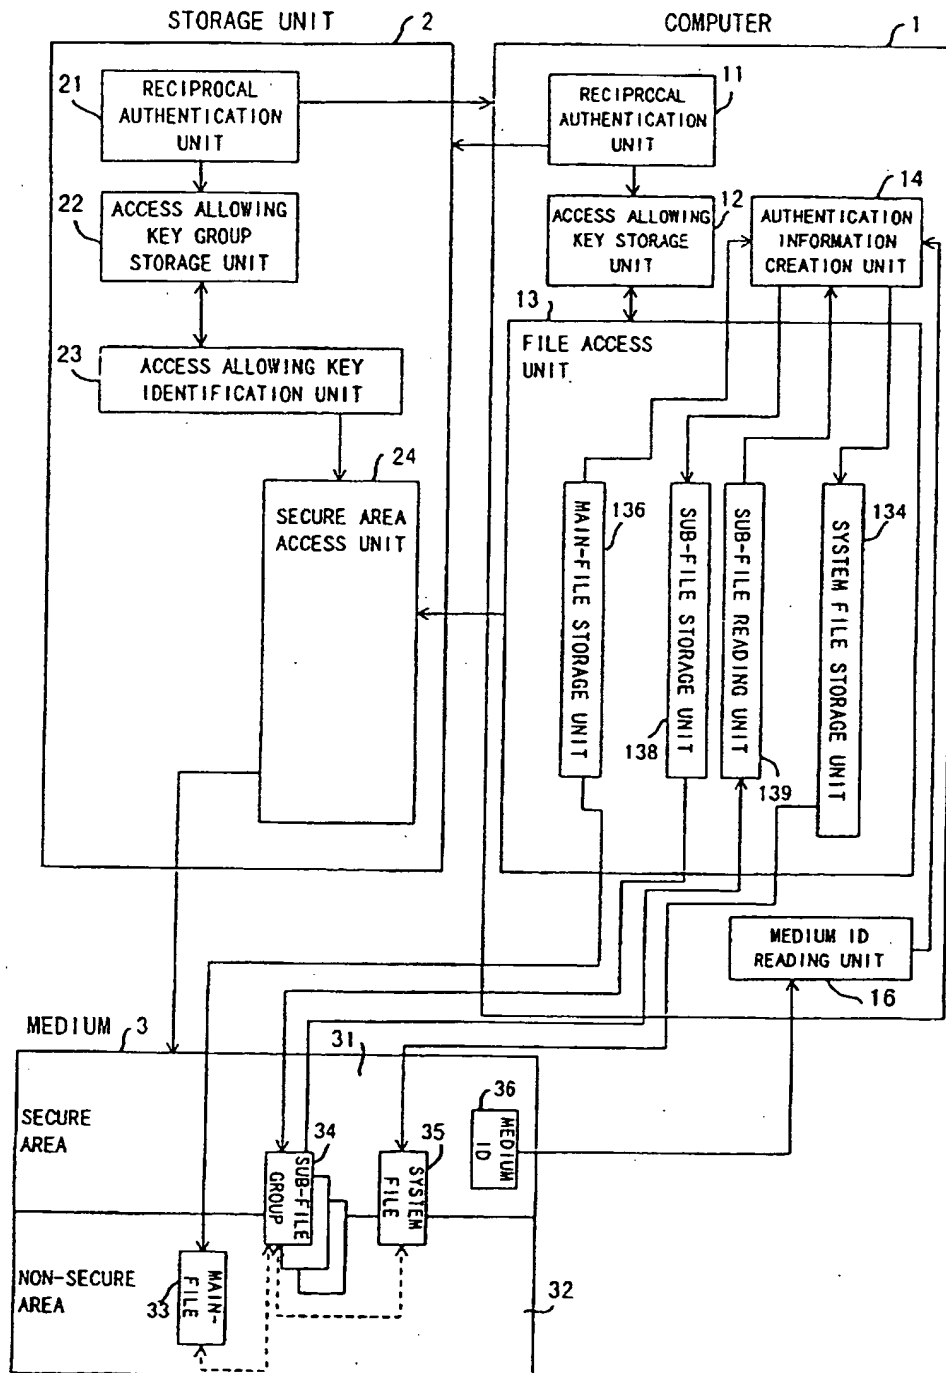 STORAGE UNIT
2
COMPUTER
1
21
RECIPROCAL
AUTHENTICATION
UNIT
11
RECIPRCCAL
AUTHENTICATION
UNIT
22
ACCESS ALLOWING
KEY GROUP
STORAGE UNIT
12
ACCESS ALLOWING
KEY STORAGE
UNIT
14
AUTHENTICATION
INFORMATION
CREATION UNIT
13
FILE ACCESS
UNIT
23
ACCESS ALLOWING KEY
IDENTIFICATION UNIT
24
SECURE AREA
ACCESS UNIT
136
MAIN-FILE STORAGE UNIT
138
SUB-FILE STORAGE UNIT
SUB-FILE READING UNIT
139
134
SYSTEM FILE STORAGE UNIT
MEDIUM ID
READING UNIT
16
MEDIUM 3
31
SECURE
AREA
34
SUB-FILE
GROUP
35
SYSTEM
FILE
36
MEDIUM
ID
NON-SECURE
AREA
33
MAIN-
FILE
32